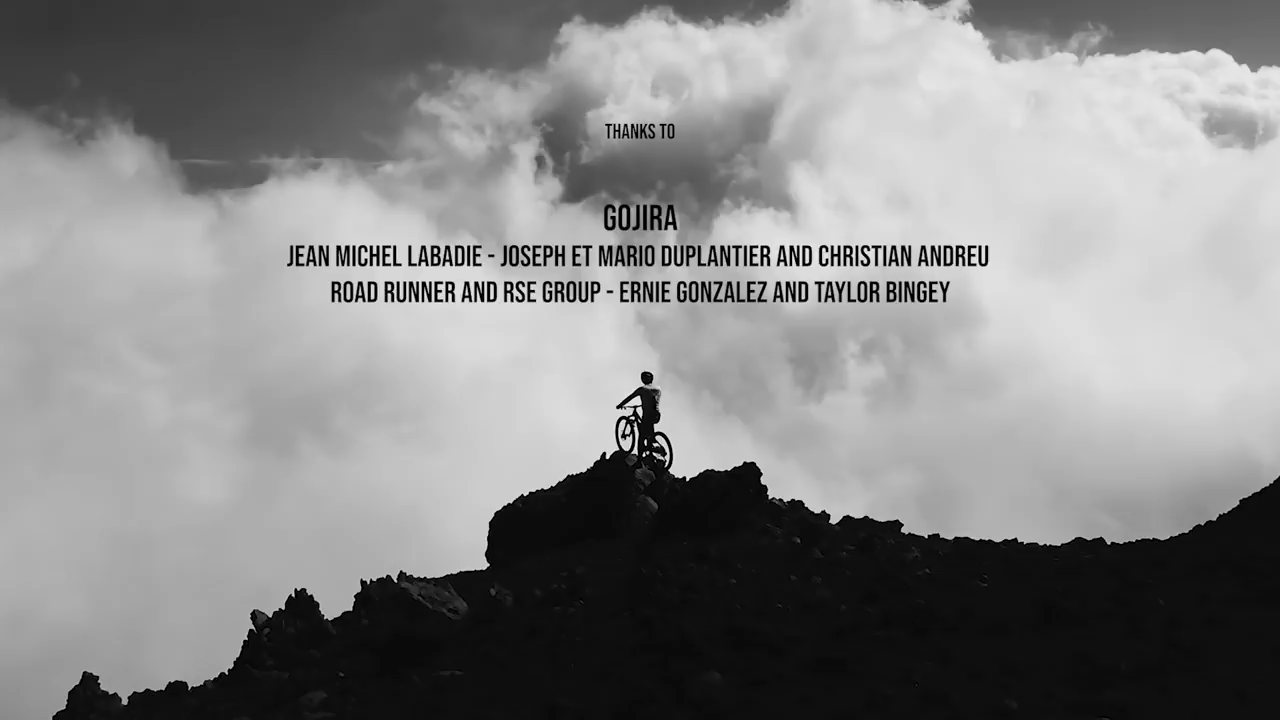 THANKS TO
GOJIRA
JEAN MICHEL LABADIE - JOSEPH ET MARIO DUPLANTIER AND CHRISTIAN ANDREU
ROAD RUNNER AND RSE GROUP - ERNIE GONZALEZ AND TAYLOR BINGEY